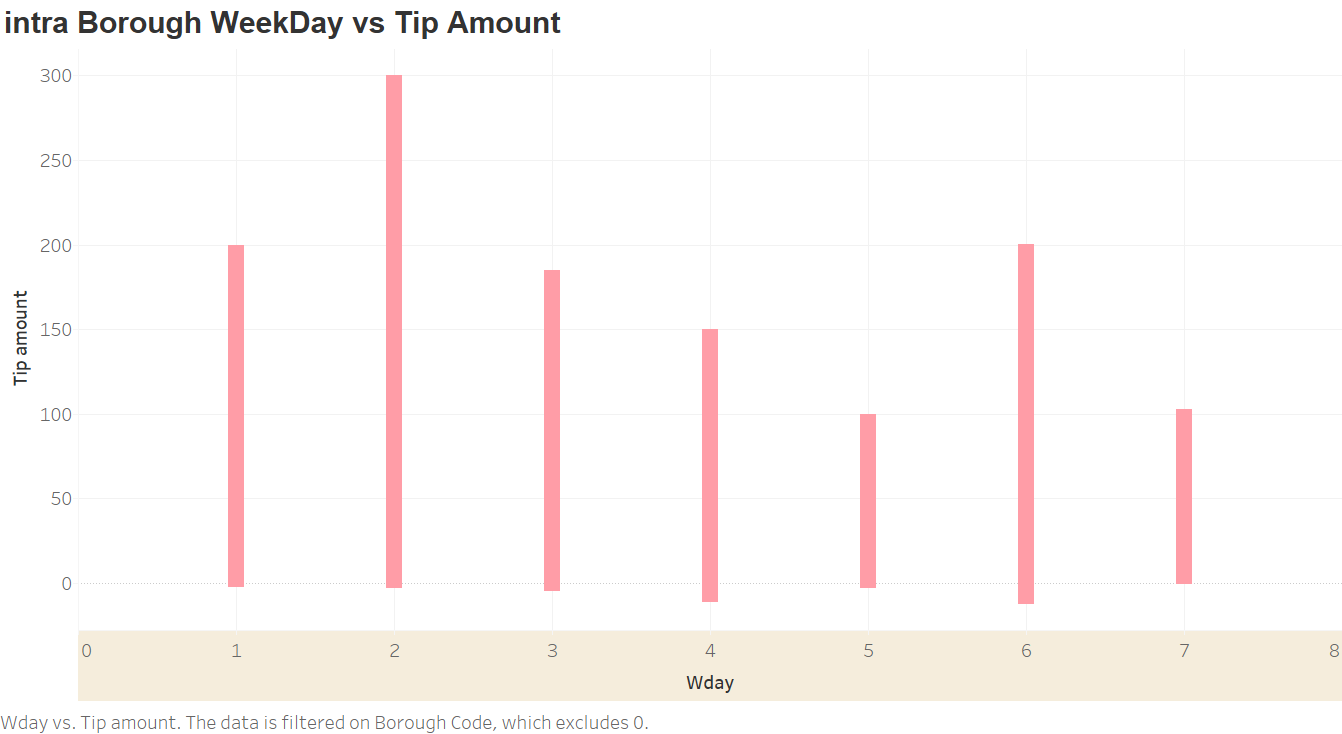 intra Borough WeekDay vs Tip Amount
300
250
200
150
100
50
0
Tip amount
0 1 2 3 4 5 6 7 8
Wday
Wday vs. Tip amount. The data is filtered on Borough Code, which excludes 0.